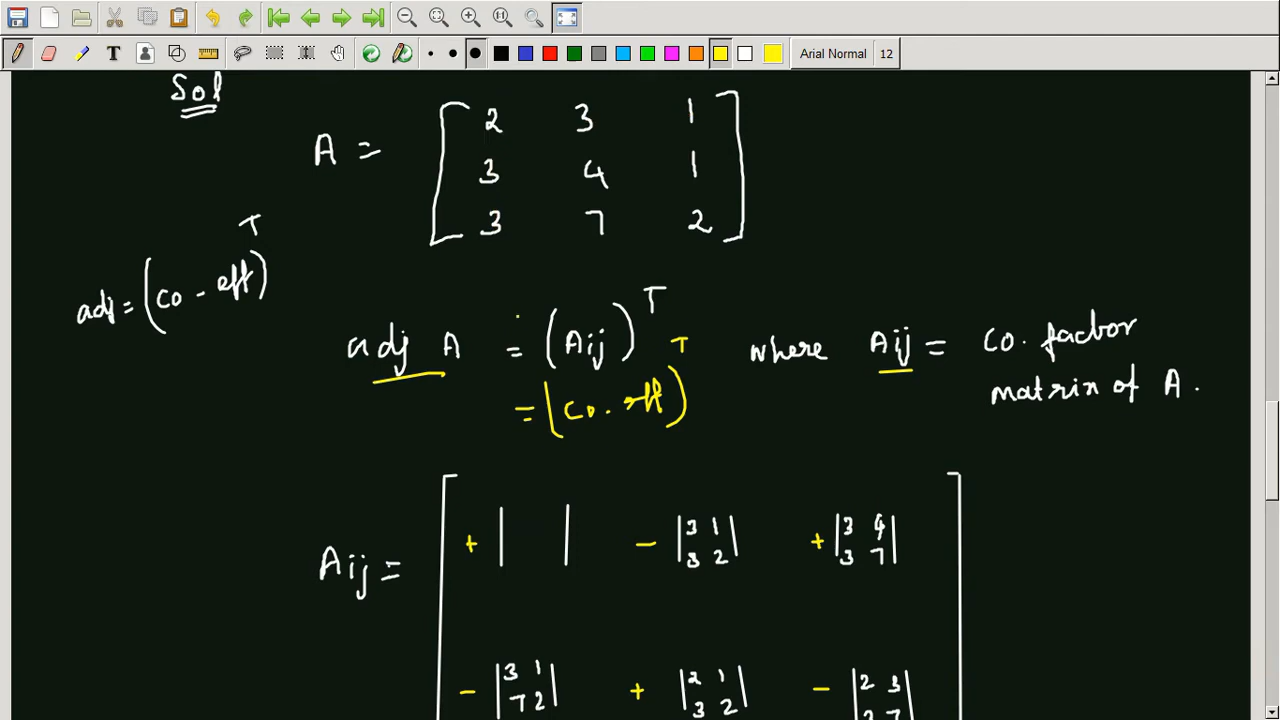 Arial Normal 12
Sol
A = [ 2 3 1
3 4 1
3 7 2 ]
adj = (co - eff)^T
adj A = (Aij)^T where Aij = co. factor
matrix of A.
= (co. eff)^T
Aij = [ + | | - |3 1 + |3 4
3 2| 3 7|
- |3 1 + |2 1 - |2 3
7 2| 3 2| 3 7|